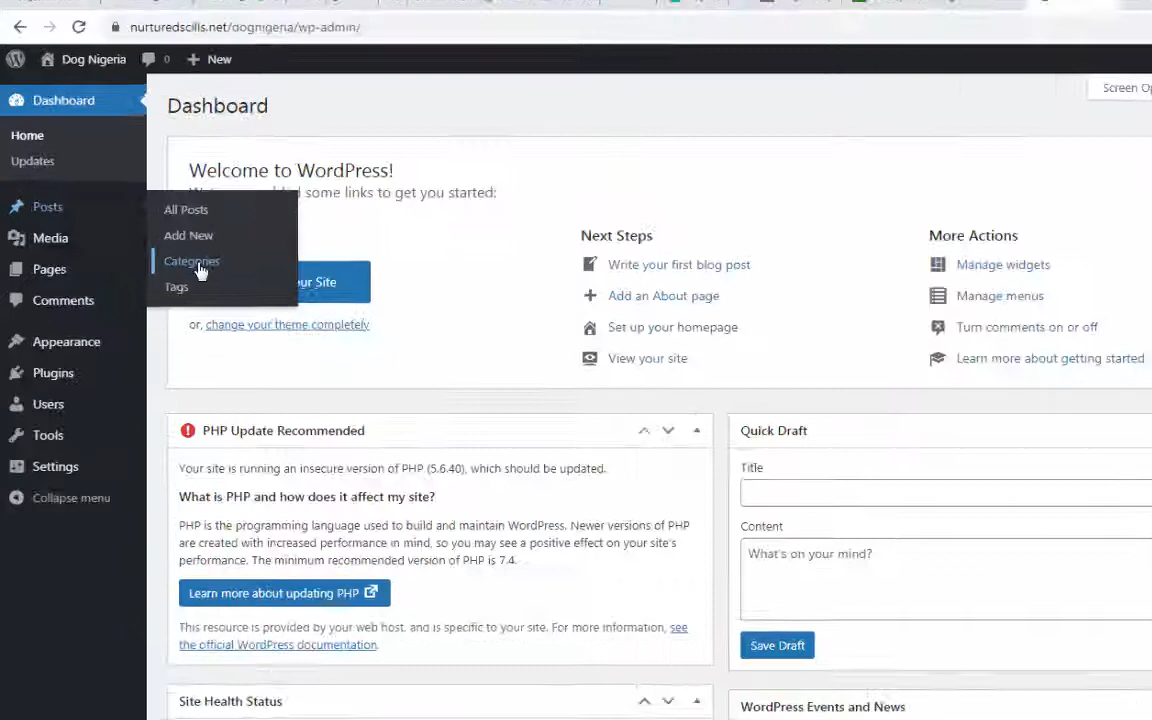 nurturedscills.net/dognigeria/wp-admin/
Dog Nigeria
0
New
Screen Op
Dashboard
Home
Updates
Posts
Media
Pages
Comments
Appearance
Plugins
Users
Tools
Settings
Collapse menu
All Posts
Add New
Categories
Tags
Dashboard
Welcome to WordPress!
some links to get you started:
our Site
or, change your theme completely
Next Steps
Write your first blog post
Add an About page
Set up your homepage
View your site
More Actions
Manage widgets
Manage menus
Turn comments on or off
Learn more about getting started
PHP Update Recommended
Your site is running an insecure version of PHP (5.6.40), which should be updated.
What is PHP and how does it affect my site?
PHP is the programming language used to build and maintain WordPress. Newer versions of PHP
are created with increased performance in mind, so you may see a positive effect on your site's
performance. The minimum recommended version of PHP is 7.4.
Learn more about updating PHP
This resource is provided by your web host, and is specific to your site. For more information, see
the official WordPress documentation.
Site Health Status
Quick Draft
Title
Content
What's on your mind?
Save Draft
WordPress Events and News